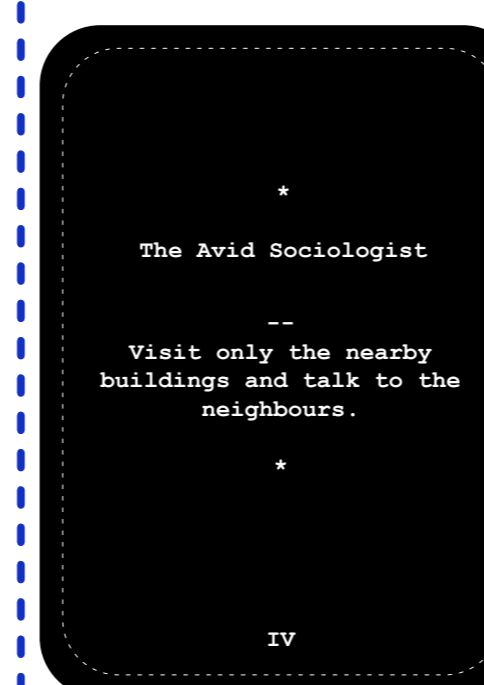 *
The Avid Sociologist
--
Visit only the nearby
buildings and talk to the
neighbours.
*
IV